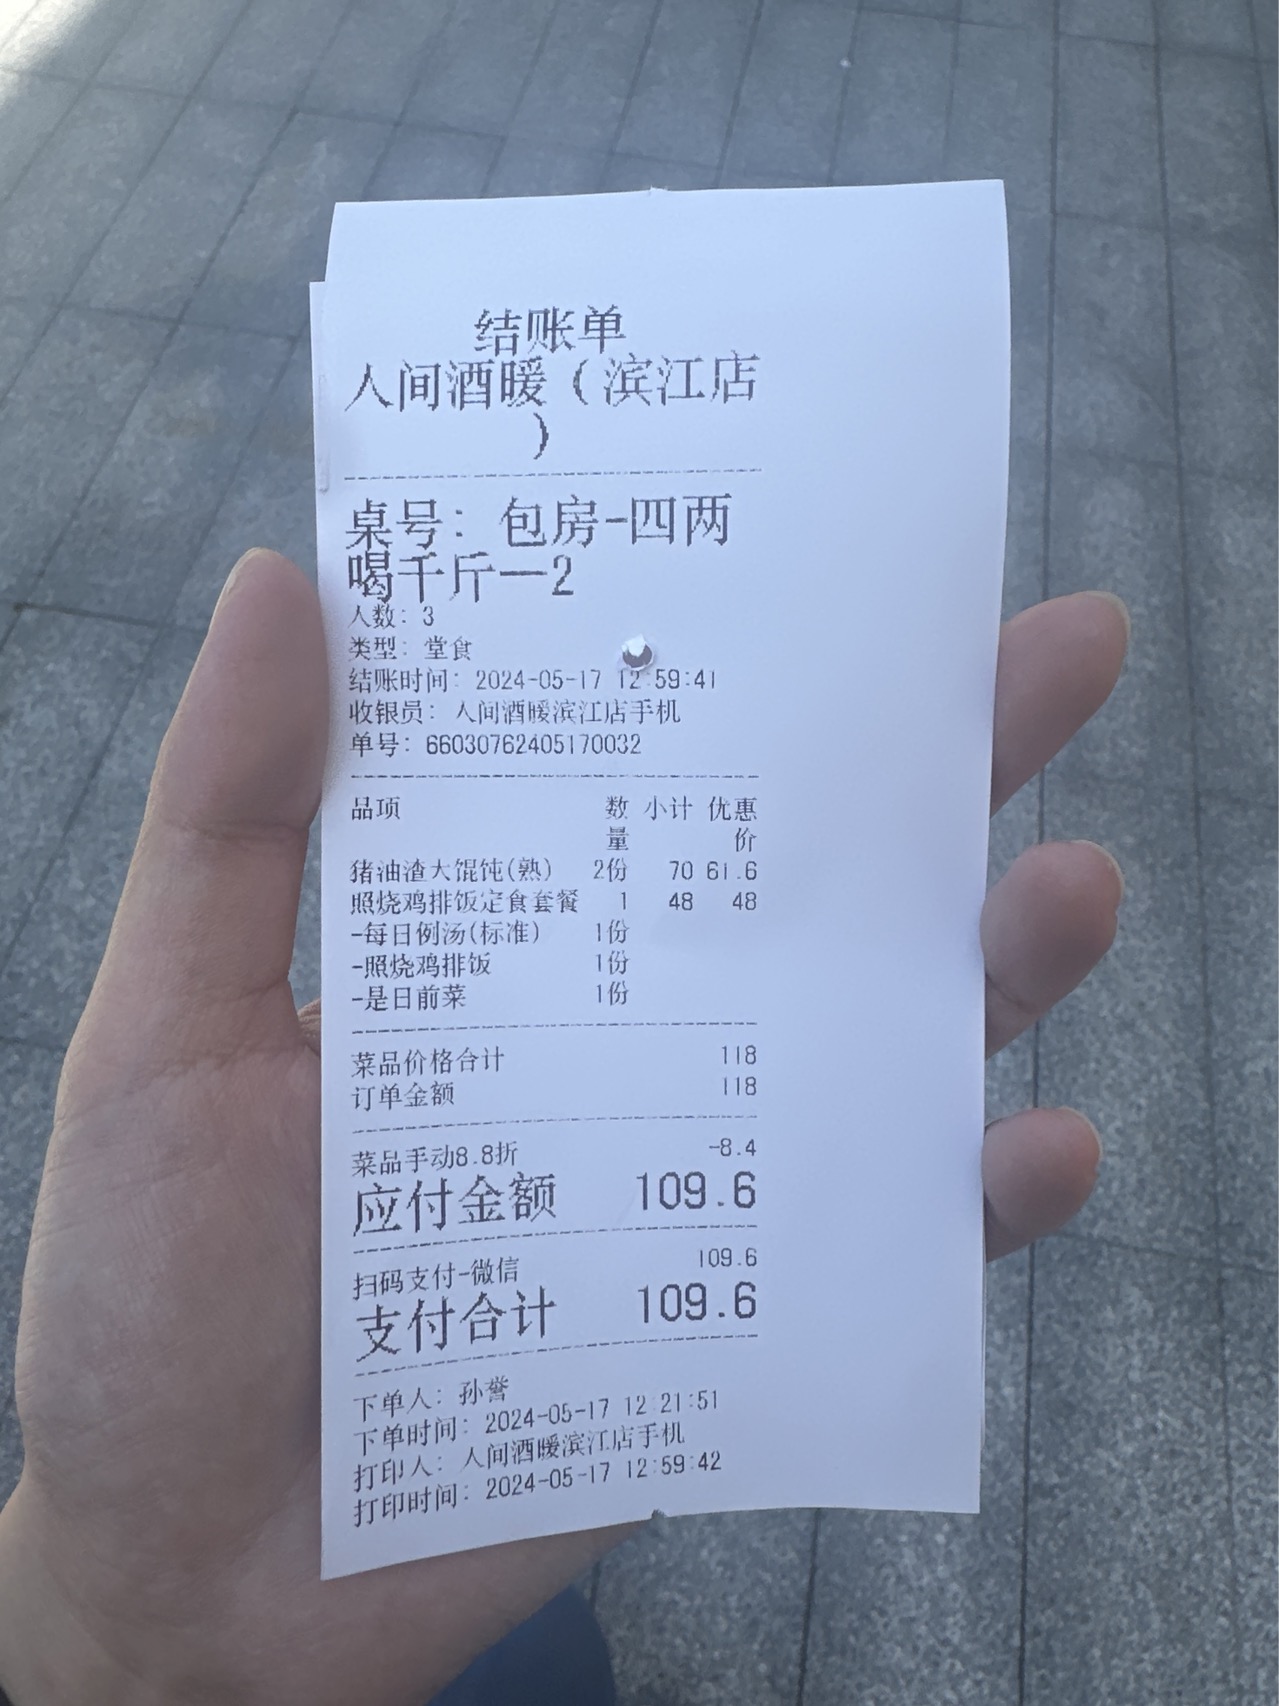 结账单
人间酒暖（滨江店
）
桌号：包房-四两
喝千斤—2
人数：3
类型：堂食
结账时间：2024-05-17 12:59:41
收银员：人间酒暖滨江店手机
单号：66030762405170032
品项 数 小计 优惠
量 价
猪油渣大馄饨(熟) 2份 70 61.6
照烧鸡排饭定食套餐 1 48 48
-每日例汤(标准) 1份
-照烧鸡排饭 1份
-是日前菜 1份
菜品价格合计 118
订单金额 118
菜品手动8.8折 -8.4
应付金额 109.6
扫码支付-微信 109.6
支付合计 109.6
下单人：孙誉
下单时间：2024-05-17 12:21:51
打印人：人间酒暖滨江店手机
打印时间：2024-05-17 12:59:42